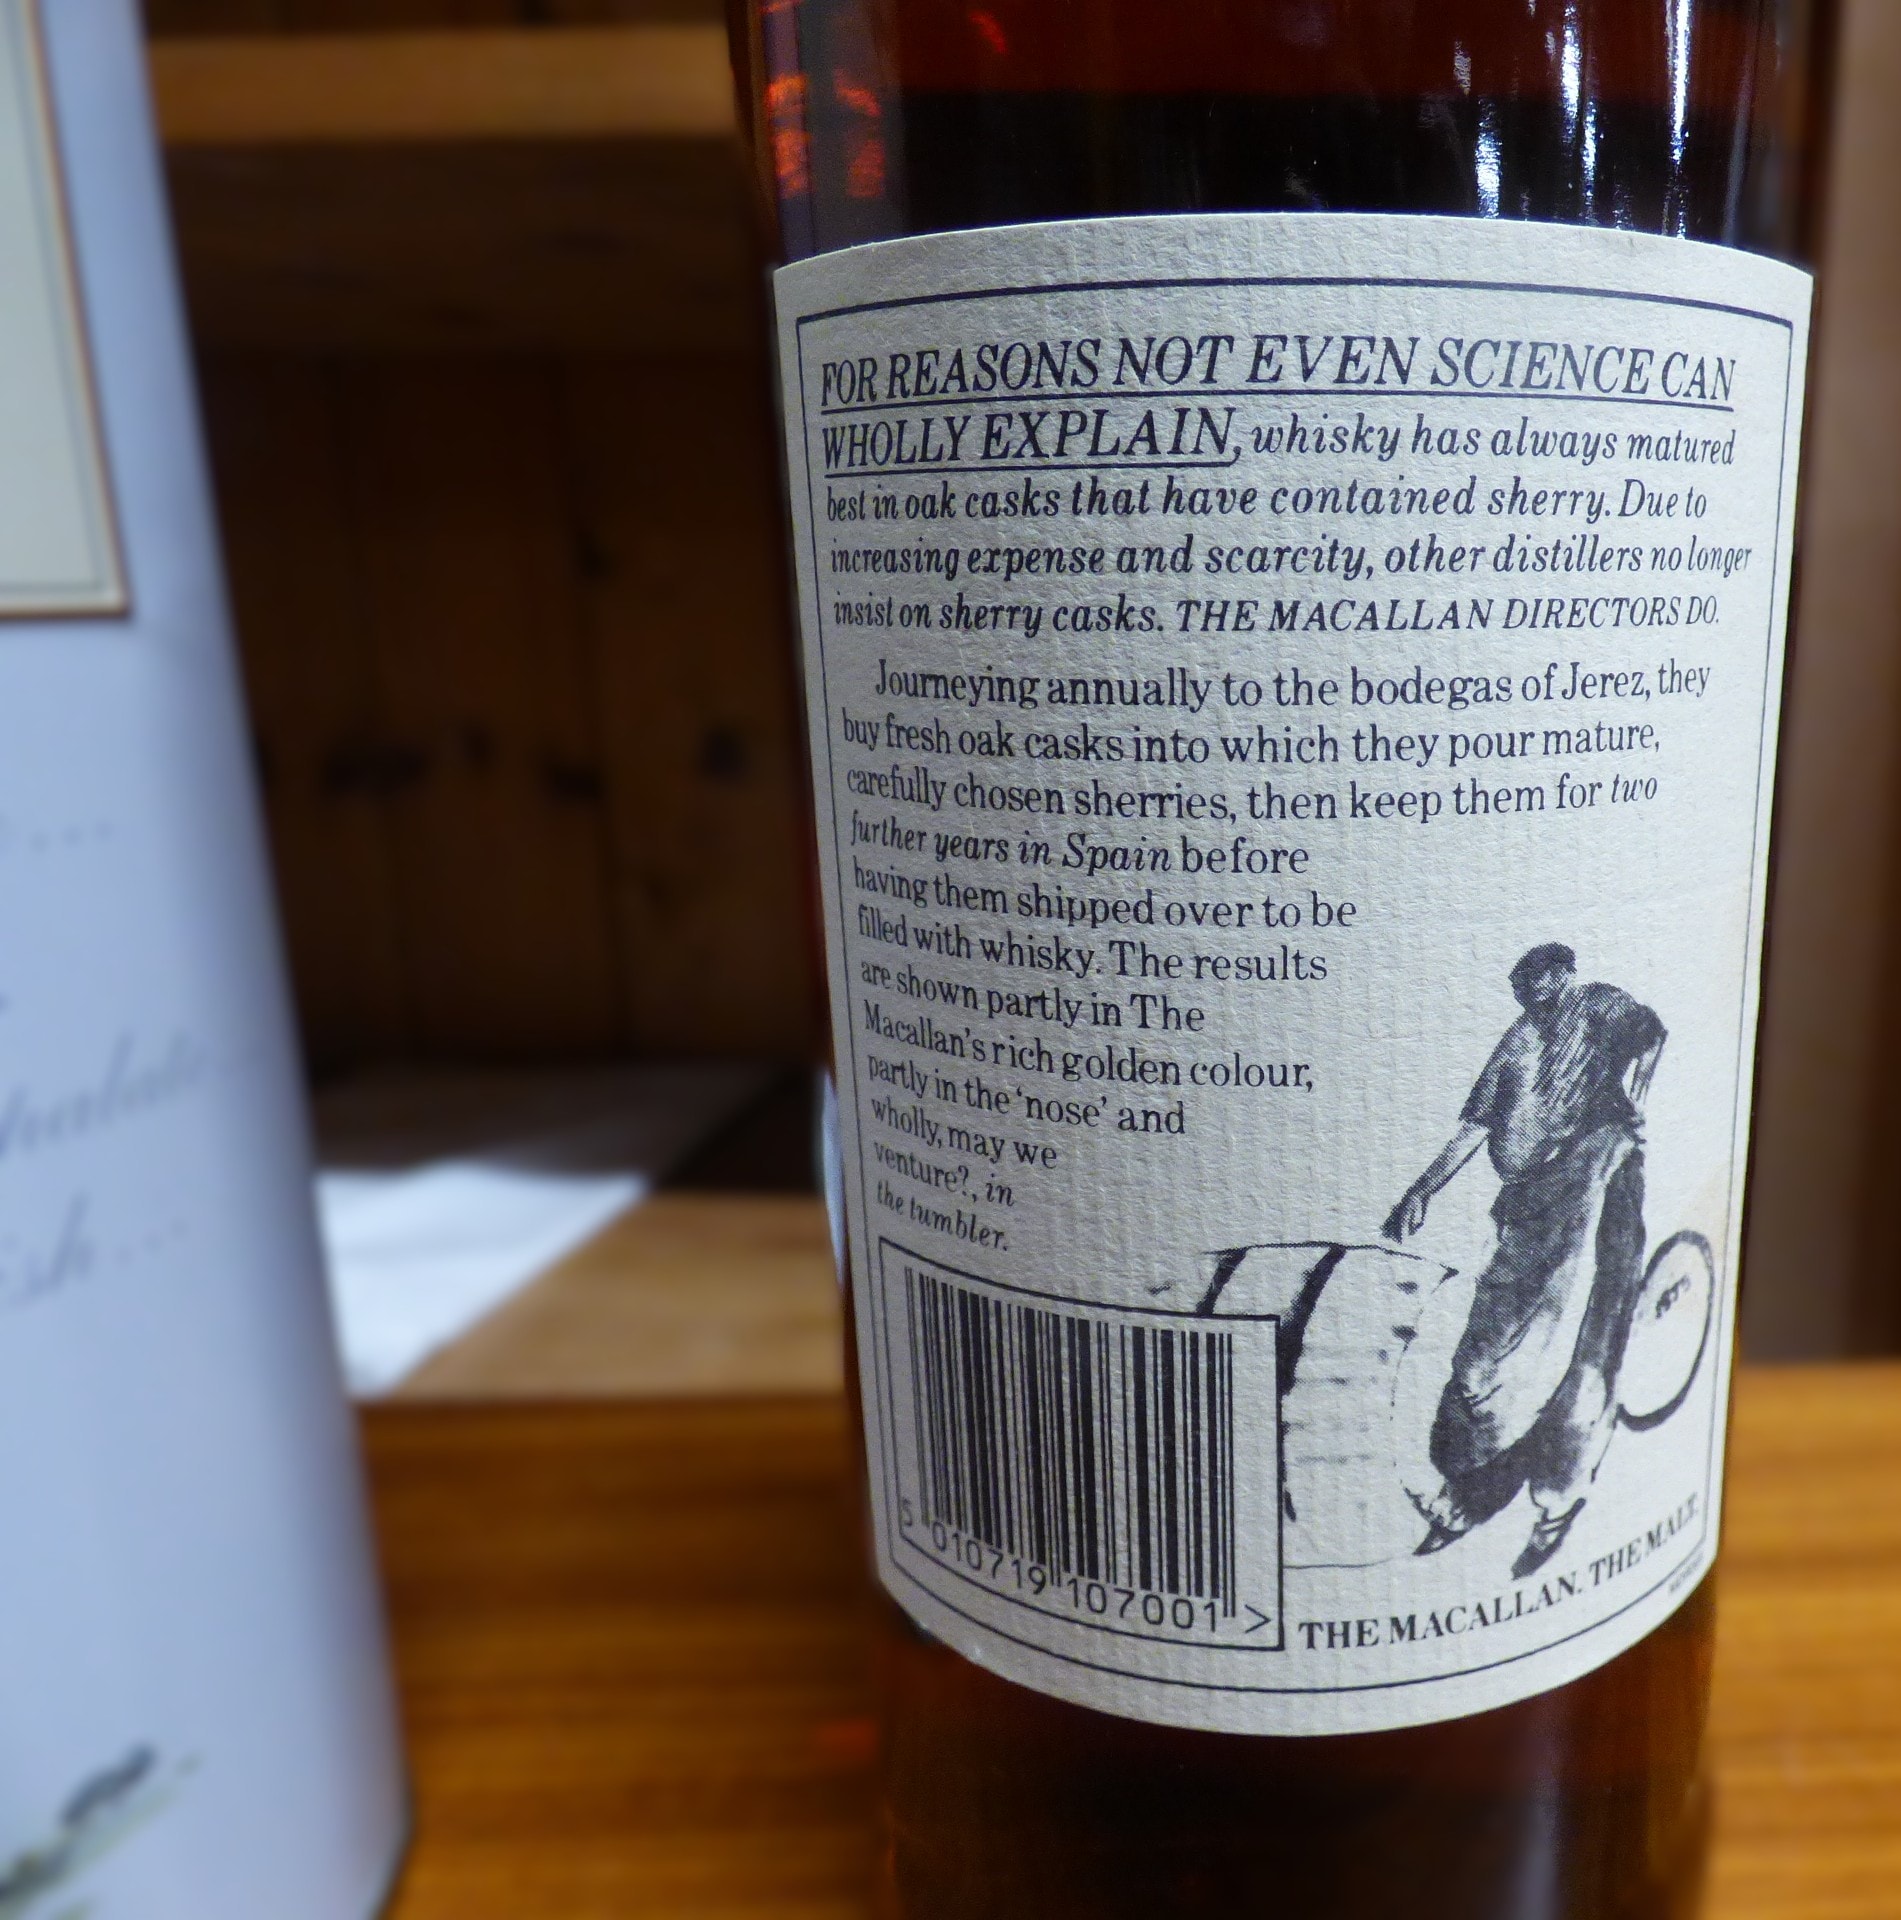 FOR REASONS NOT EVEN SCIENCE CAN
WHOLLY EXPLAIN, whisky has always matured
best in oak casks that have contained sherry. Due to
increasing expense and scarcity, other distillers no longer
insist on sherry casks. THE MACALLAN DIRECTORS DO.
Journeying annually to the bodegas of Jerez, they
buy fresh oak casks into which they pour mature,
carefully chosen sherries, then keep them for two
further years in Spain before
having them shipped over to be
filled with whisky. The results
are shown partly in The
Macallan's rich golden colour,
partly in the 'nose' and
wholly, may we
venture?, in
the tumbler.
5 010719 107001 >
THE MACALLAN. THE MALT.